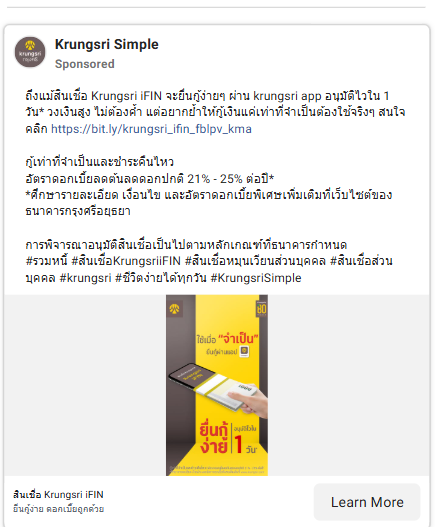 Krungsri Simple
Sponsored
krungsri
กรุงศรี
ถึงแม้สินเชื่อ Krungsri iFIN จะยื่นกู้ง่ายๆ ผ่าน krungsri app อนุมัติไวใน 1
วัน* วงเงินสูง ไม่ต้องค้ำ แต่อยากย้ำให้กู้เงินแค่เท่าที่จำเป็นต้องใช้จริงๆ สนใจ
คลิก https://bit.ly/krungsri_ifin_fblpv_kma
กู้เท่าที่จำเป็นและชำระคืนไหว
อัตราดอกเบี้ยลดต้นลดดอกปกติ 21% - 25% ต่อปี*
*ศึกษารายละเอียด เงื่อนไข และอัตราดอกเบี้ยพิเศษเพิ่มเติมที่เว็บไซต์ของ
ธนาคารกรุงศรีอยุธยา
การพิจารณาอนุมัติสินเชื่อเป็นไปตามหลักเกณฑ์ที่ธนาคารกำหนด
#รวมหนี้ #สินเชื่อKrungsriiFIN #สินเชื่อหมุนเวียนส่วนบุคคล #สินเชื่อส่วน
บุคคล #krungsri #ชีวิตง่ายได้ทุกวัน #KrungsriSimple
ใช้เมื่อ "จำเป็น"
ยื่นกู้ผ่านแอป
ยื่นกู้
ง่าย
อนุมัติไวใน
1 วัน*
สินเชื่อ Krungsri iFIN
ยื่นกู้ง่าย ดอกเบี้ยถูกด้วย
Learn More